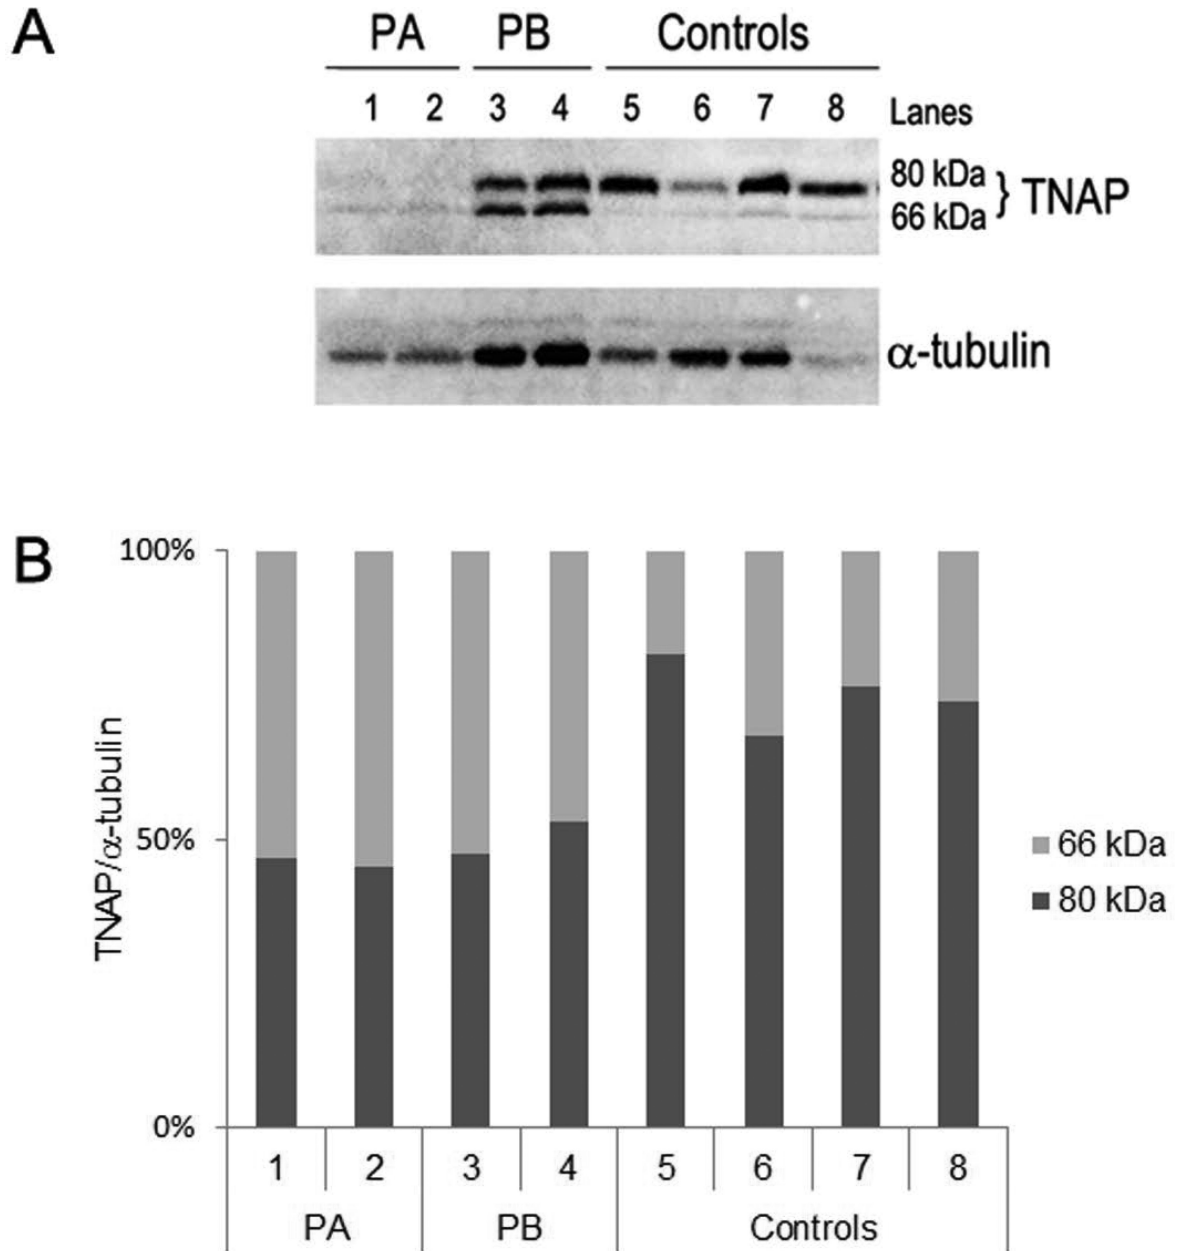 A
PA PB Controls
1 2 3 4 5 6 7 8 Lanes
80 kDa
66 kDa
} TNAP
α-tubulin
B
100%
50%
0%
TNAP/α-tubulin
66 kDa
80 kDa
1 2 3 4 5 6 7 8
PA PB Controls